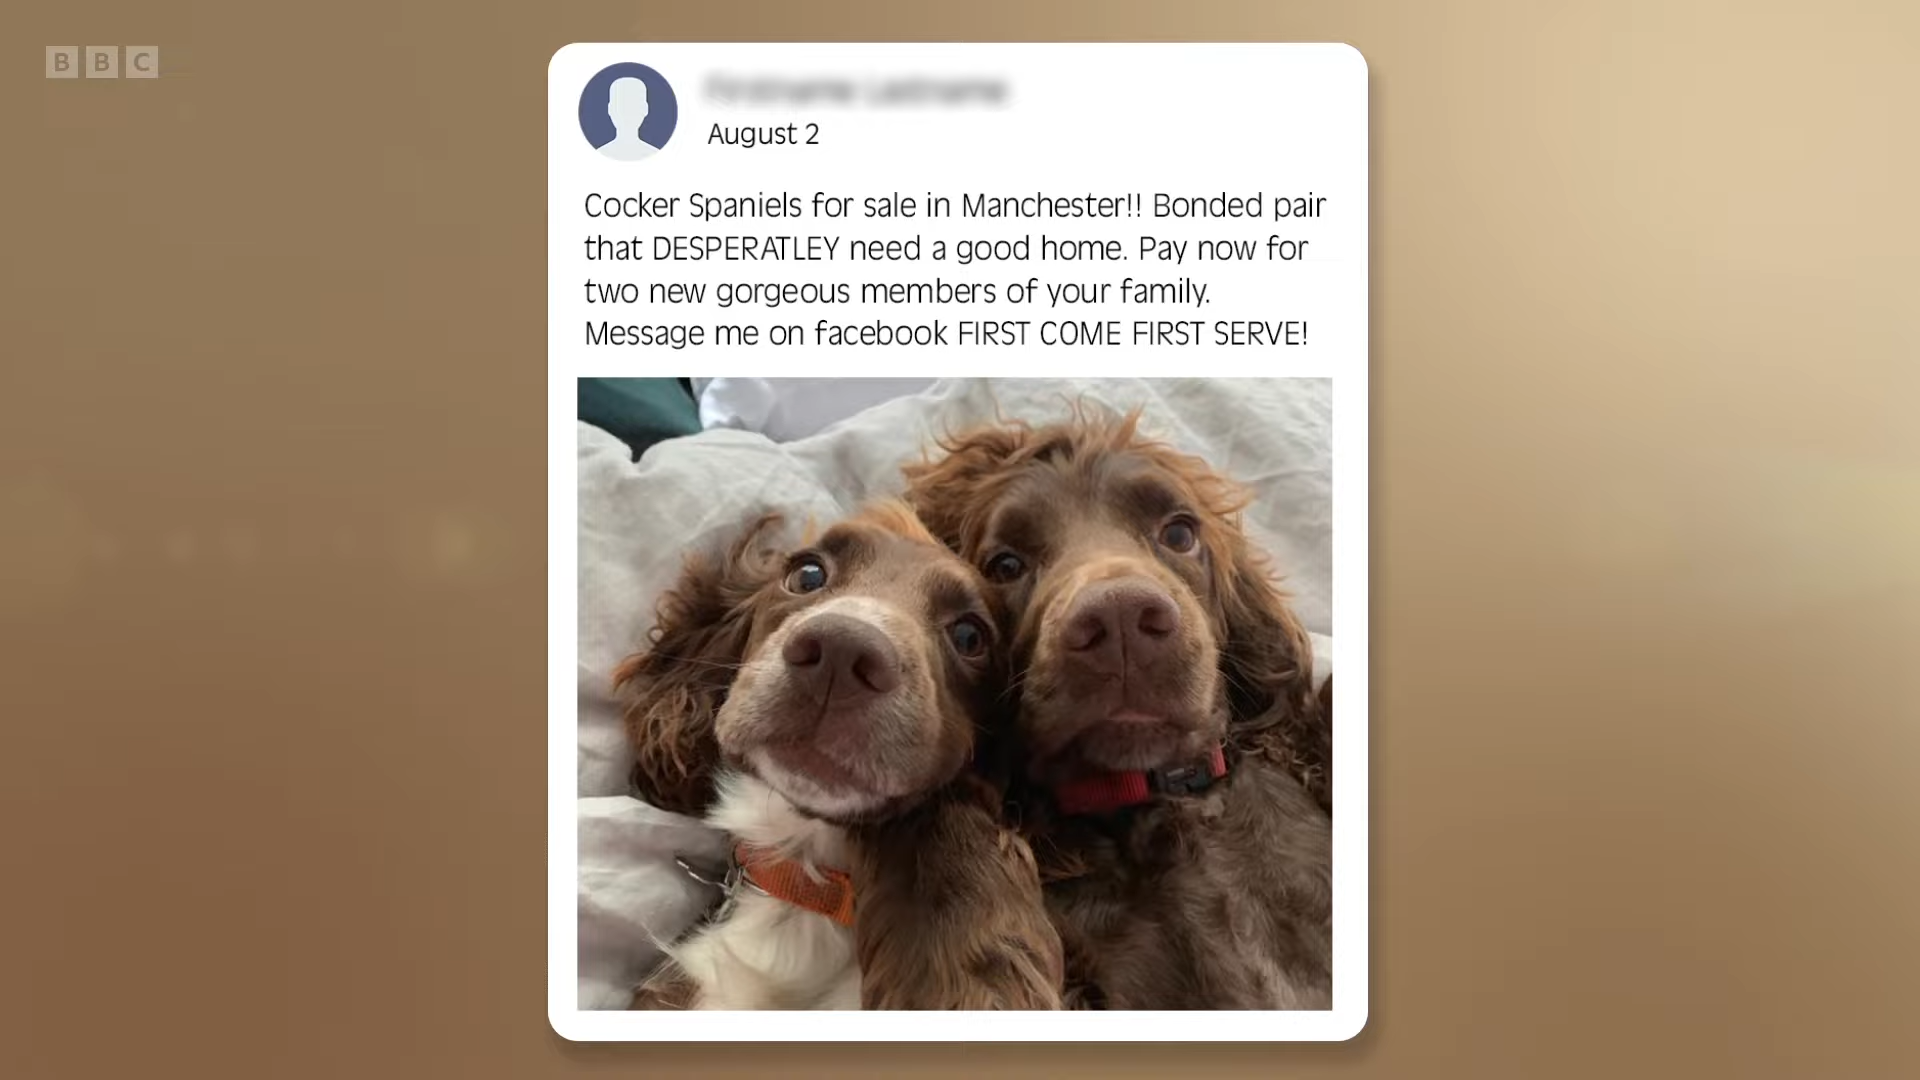 BBC
August 2
Cocker Spaniels for sale in Manchester!! Bonded pair
that DESPERATLEY need a good home. Pay now for
two new gorgeous members of your family.
Message me on facebook FIRST COME FIRST SERVE!